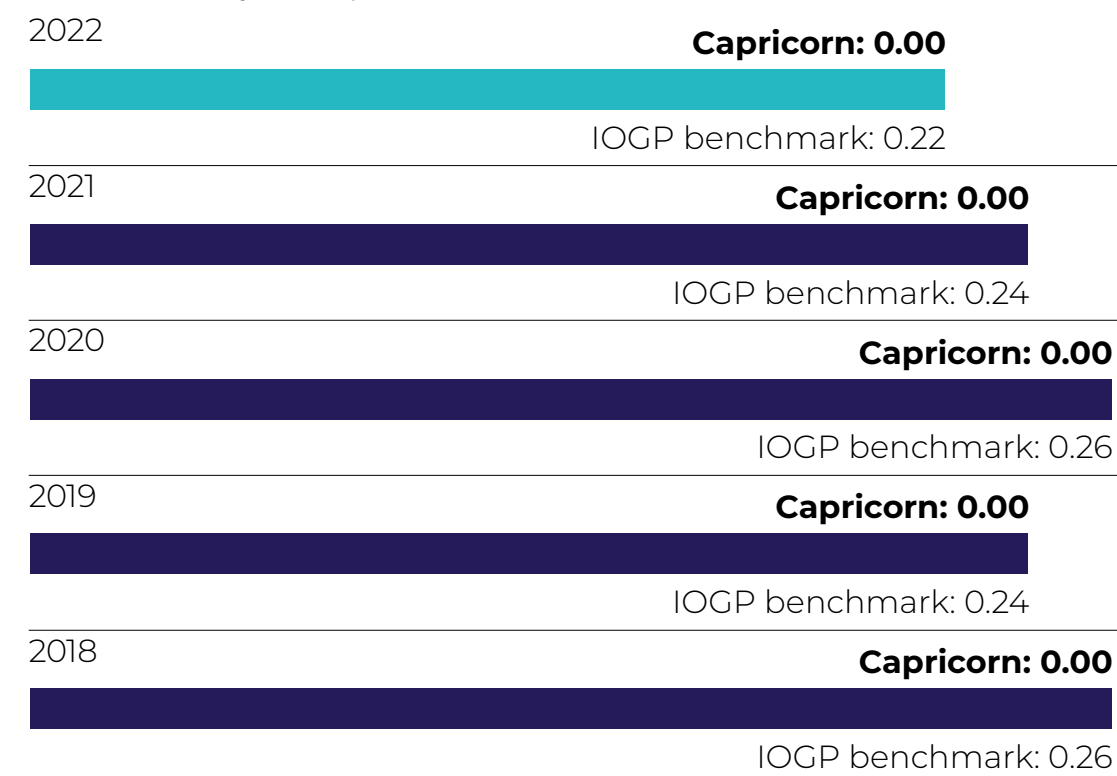 2022
Capricorn: 0.00
IOGP benchmark: 0.22
2021
Capricorn: 0.00
IOGP benchmark: 0.24
2020
Capricorn: 0.00
IOGP benchmark: 0.26
2019
Capricorn: 0.00
IOGP benchmark: 0.24
2018
Capricorn: 0.00
IOGP benchmark: 0.26